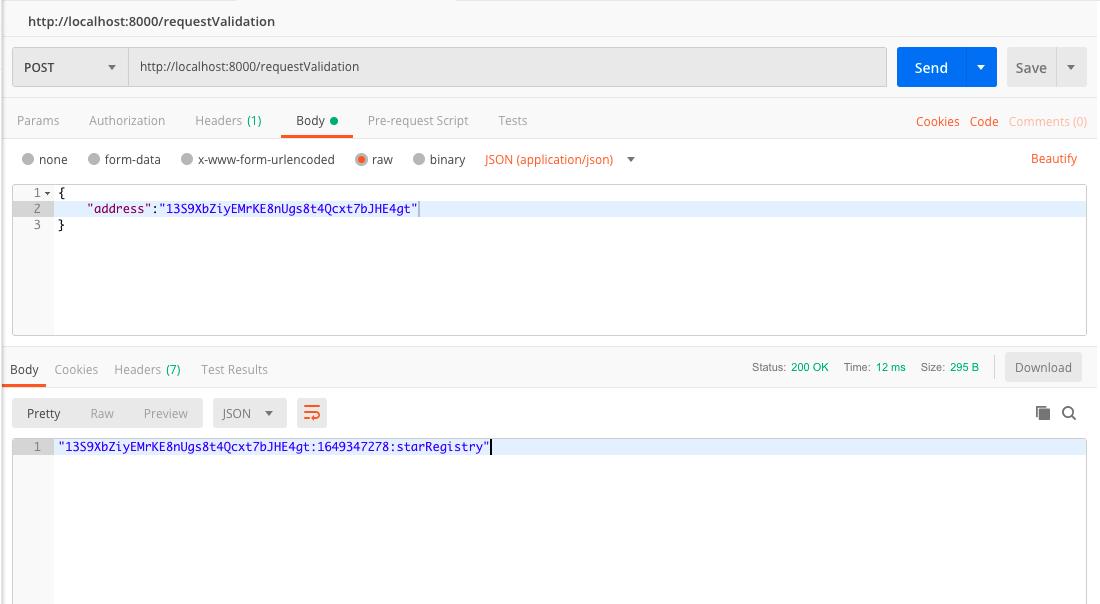 http://localhost:8000/requestValidation
POST http://localhost:8000/requestValidation Send Save
Params Authorization Headers (1) Body Pre-request Script Tests Cookies Code Comments (0)
none form-data x-www-form-urlencoded raw binary JSON (application/json) Beautify
1 {
2 "address":"13S9XbZiyEMrKE8nUgs8t4Qcxt7bJHE4gt"
3 }
Body Cookies Headers (7) Test Results Status: 200 OK Time: 12 ms Size: 295 B Download
Pretty Raw Preview JSON
1 "13S9XbZiyEMrKE8nUgs8t4Qcxt7bJHE4gt:1649347278:starRegistry"